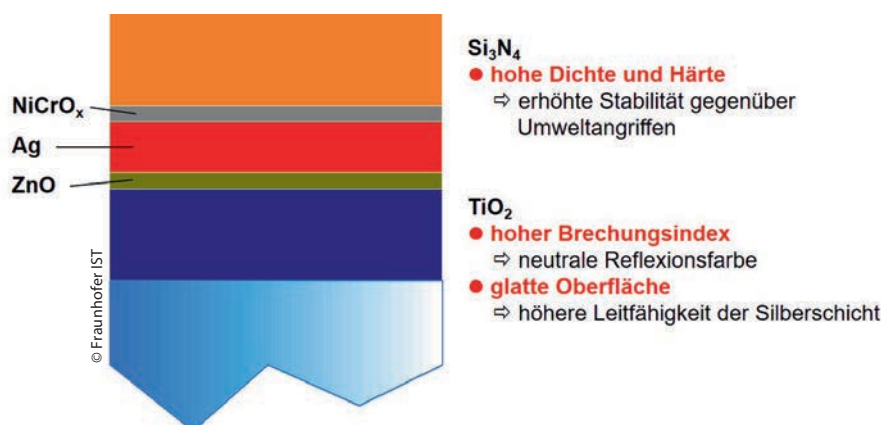 NiCrOₓ
Ag
ZnO
© Fraunhofer IST
Si₃N₄
● hohe Dichte und Härte
⇨ erhöhte Stabilität gegenüber
Umweltangriffen
TiO₂
● hoher Brechungsindex
⇨ neutrale Reflexionsfarbe
● glatte Oberfläche
⇨ höhere Leitfähigkeit der Silberschicht